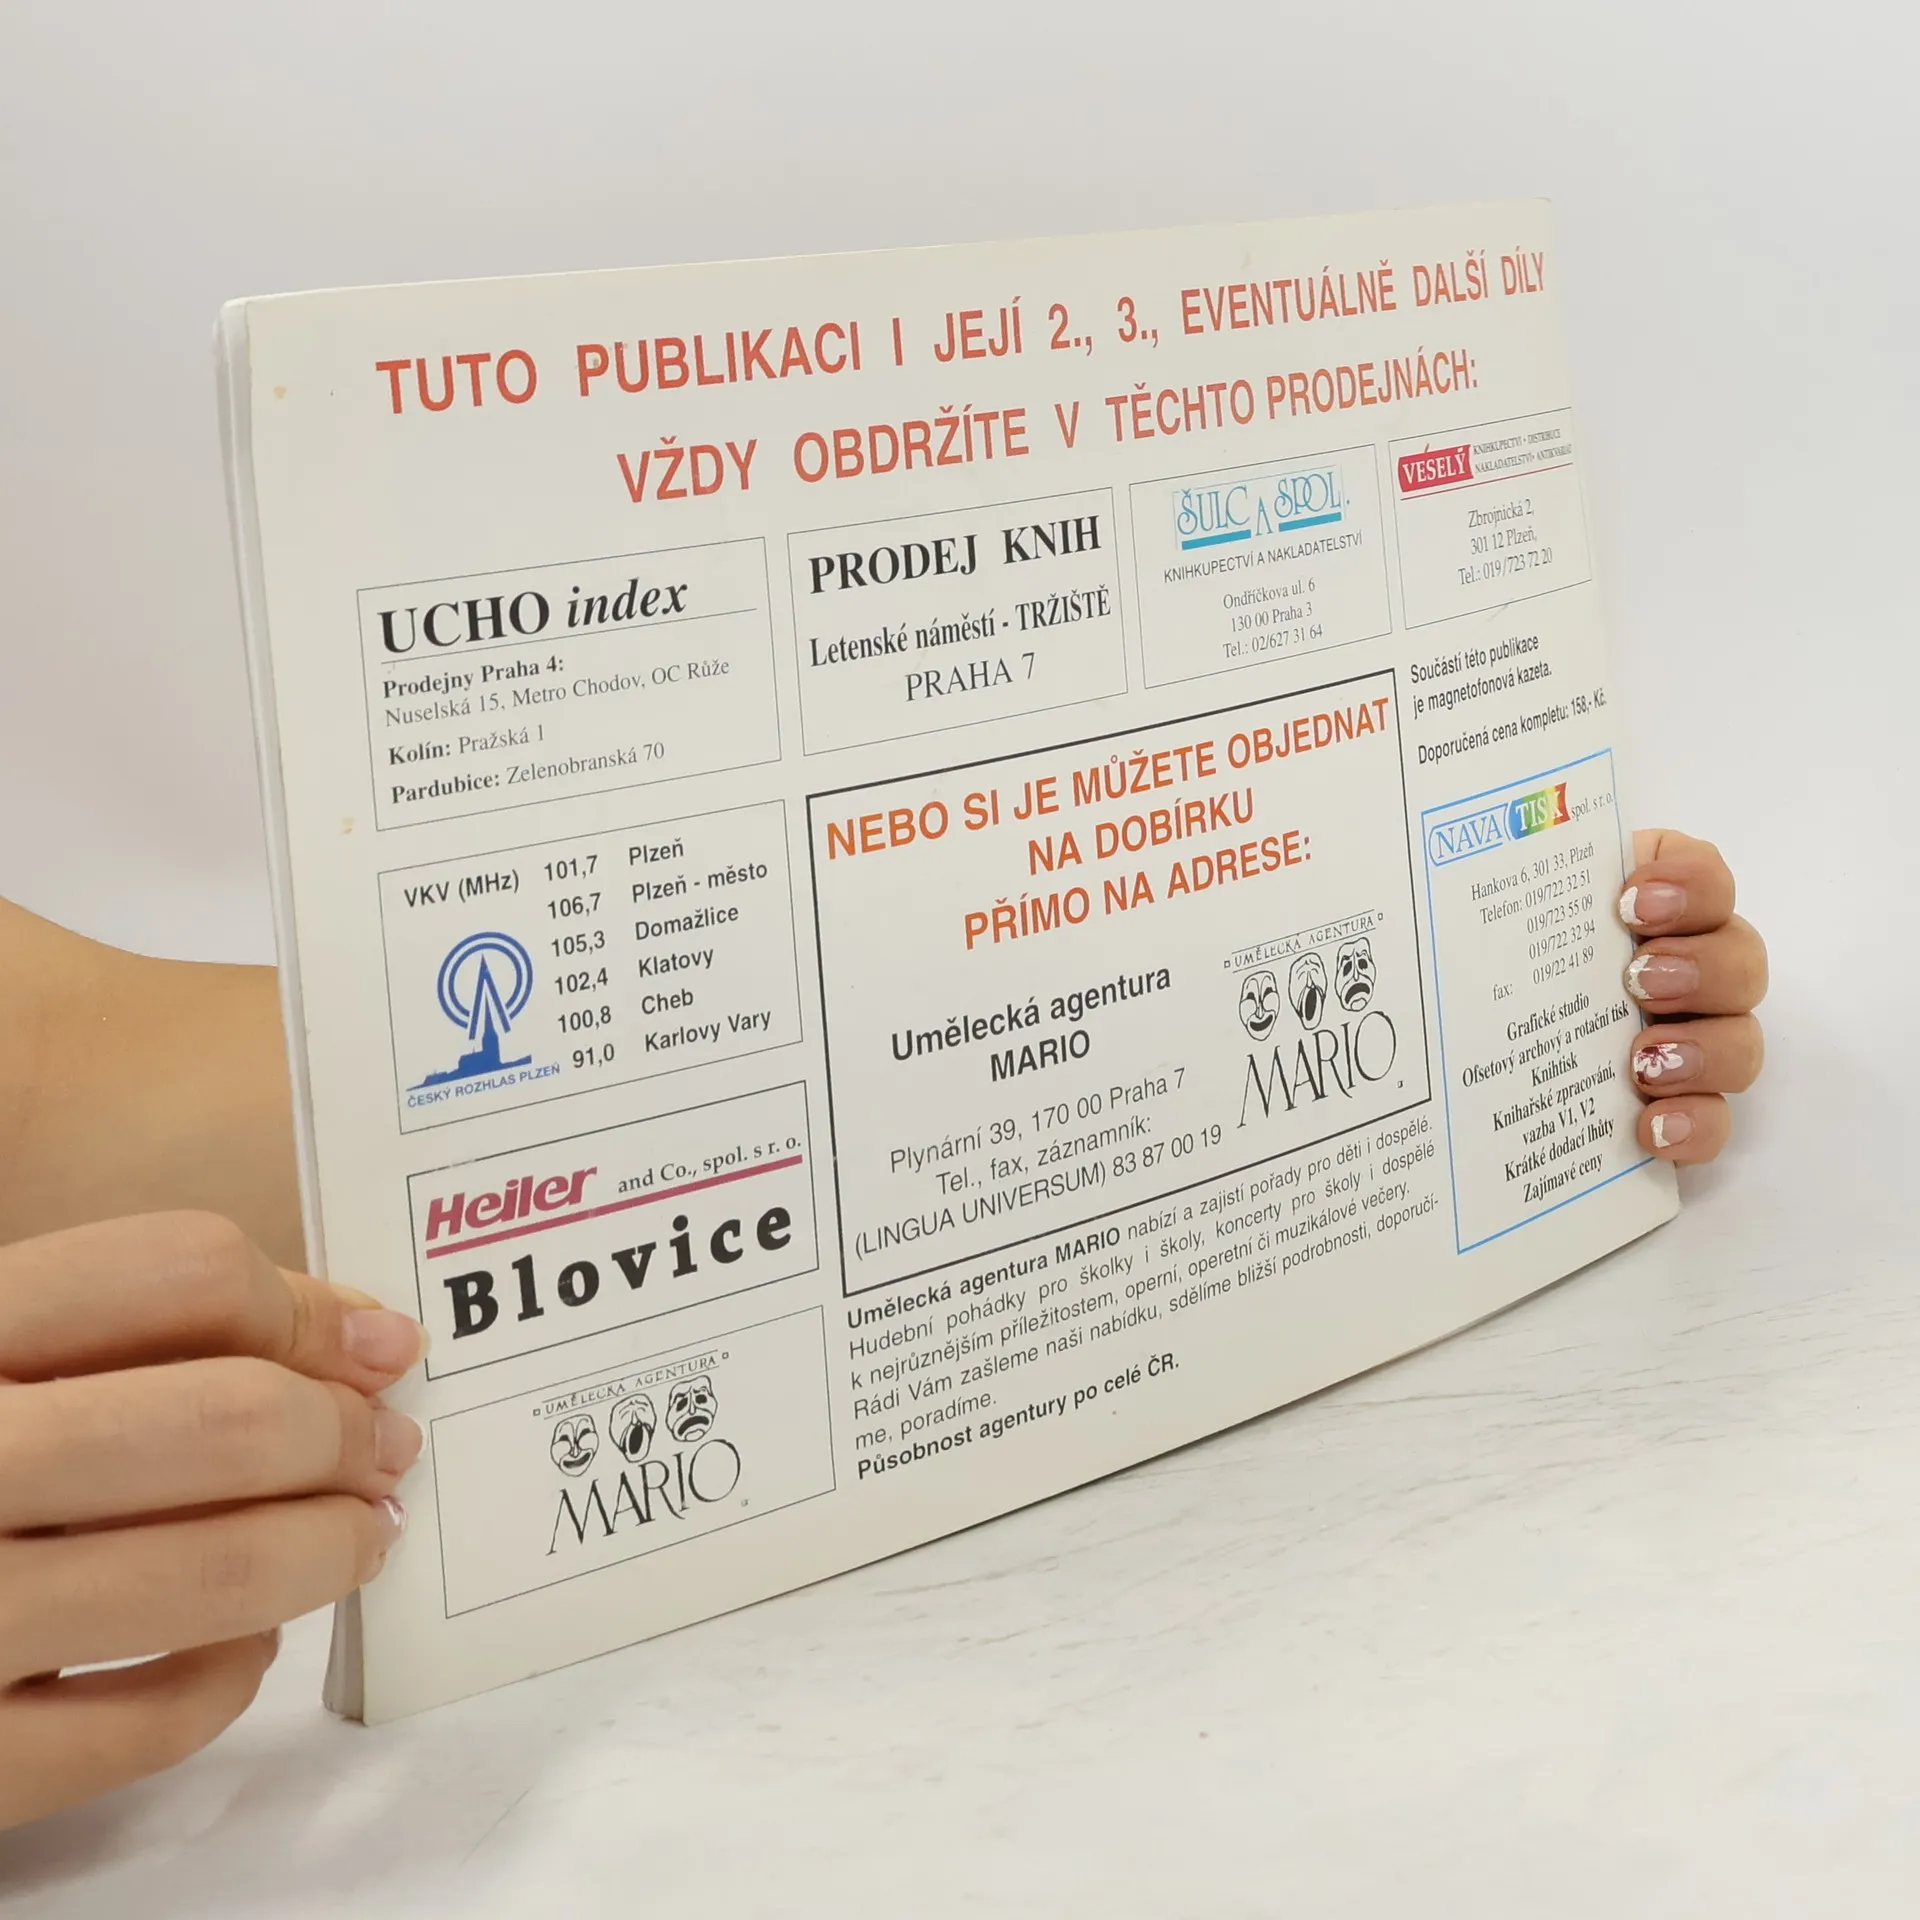 TUTO PUBLIKACI I JEJÍ 2., 3., EVENTUÁLNĚ DALŠÍ DÍLY
VŽDY OBDRŽÍTE V TĚCHTO PRODEJNÁCH:
UCHO index
Prodejny Praha 4:
Nuselská 15, Metro Chodov, OC Růže
Kolín: Pražská 1
Pardubice: Zelenobranská 70
PRODEJ KNIH
Letenské náměstí - TRŽIŠTĚ
PRAHA 7
ŠULC A SPOL.
KNIHKUPECTVÍ A NAKLADATELSTVÍ
Ondříčkova ul. 6
130 00 Praha 3
Tel.: 02/627 31 64
VESELÝ
KNIHKUPECTVÍ • DISTRIBUCE
NAKLADATELSTVÍ • ANTIKVARIÁT
Zbrojnická 2,
301 12 Plzeň,
Tel.: 019/723 72 20
Součástí této publikace
je magnetofonová kazeta.
Doporučená cena kompletu: 158,- Kč.
VKV (MHz)
101,7 Plzeň
106,7 Plzeň - město
105,3 Domažlice
102,4 Klatovy
100,8 Cheb
91,0 Karlovy Vary
ČESKÝ ROZHLAS PLZEŇ
Heiler and Co., spol. s r. o.
Blovice
UMĚLECKÁ AGENTURA
MARIO
NEBO SI JE MŮŽETE OBJEDNAT
NA DOBÍRKU
PŘÍMO NA ADRESE:
Umělecká agentura
MARIO
Plynární 39, 170 00 Praha 7
Tel., fax, záznamník:
(LINGUA UNIVERSUM) 83 87 00 19
UMĚLECKÁ AGENTURA
MARIO
Umělecká agentura MARIO nabízí a zajistí pořady pro děti i dospělé.
Hudební pohádky pro školky i školy, koncerty pro školy i dospělé
k nejrůznějším příležitostem, operní, operetní či muzikálové večery.
Rádi Vám zašleme naši nabídku, sdělíme bližší podrobnosti, doporučí-
me, poradíme.
Působnost agentury po celé ČR.
NAVA TISK spol. s r. o.
Hankova 6, 301 33, Plzeň
Telefon: 019/722 32 51
019/723 55 09
019/722 32 94
fax: 019/22 41 89
Grafické studio
Ofsetový archový a rotační tisk
Knihtisk
Knihařské zpracování,
vazba V1, V2
Krátké dodací lhůty
Zajímavé ceny